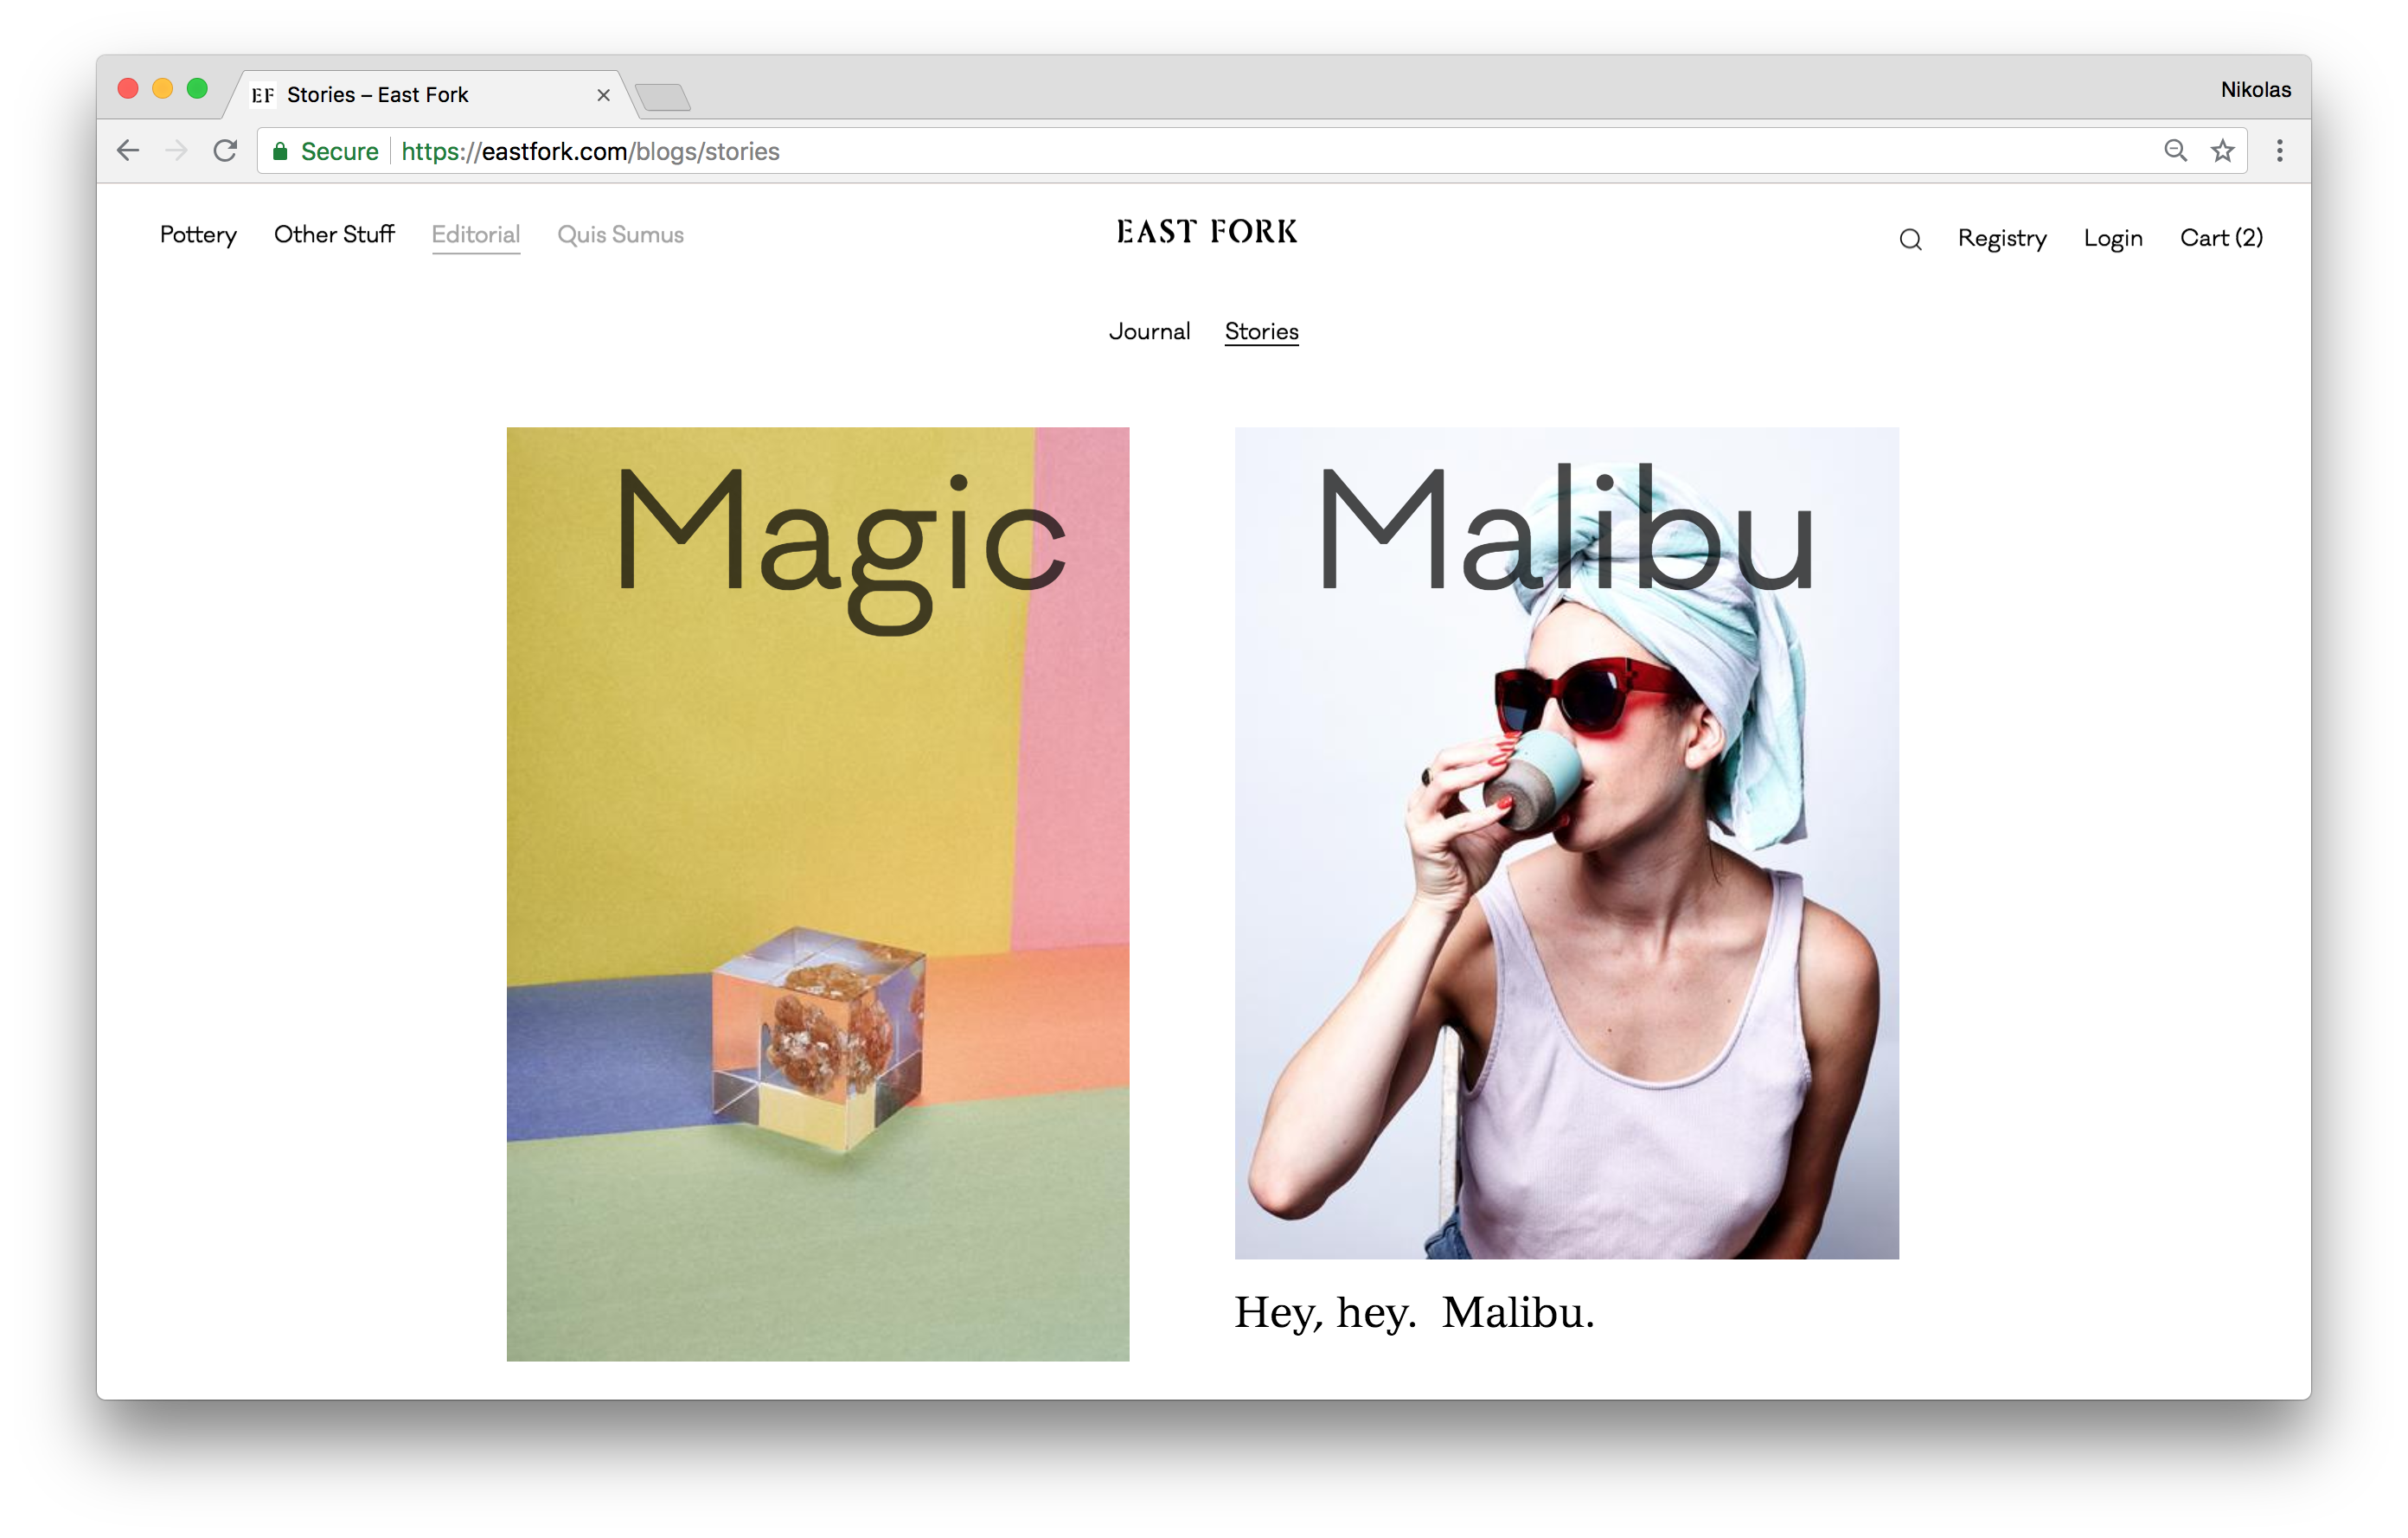 EF Stories – East Fork
Nikolas
Secure https://eastfork.com/blogs/stories
Pottery Other Stuff Editorial Quis Sumus EAST FORK Registry Login Cart (2)
Journal Stories
Magic Malibu
Hey, hey. Malibu.